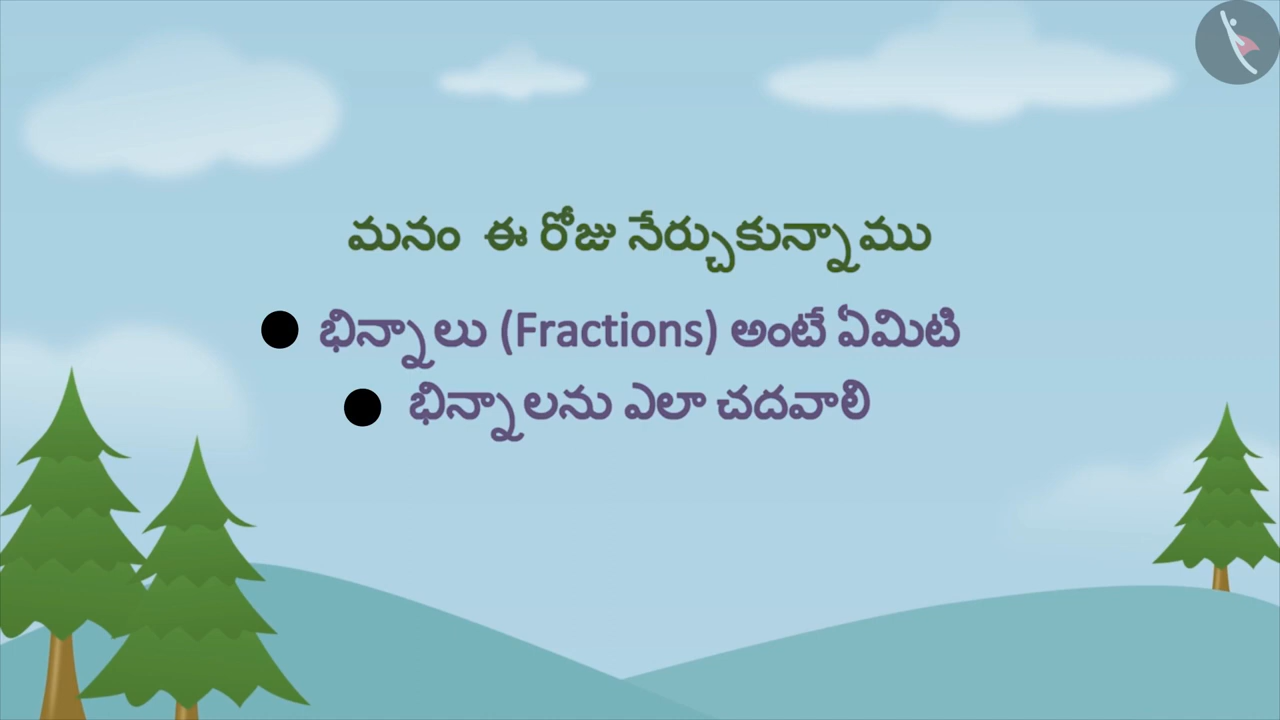 మనం ఈ రోజు నేర్చుకున్నాము
● భిన్నాలు (Fractions) అంటే ఏమిటి
● భిన్నాలను ఎలా చదవాలి